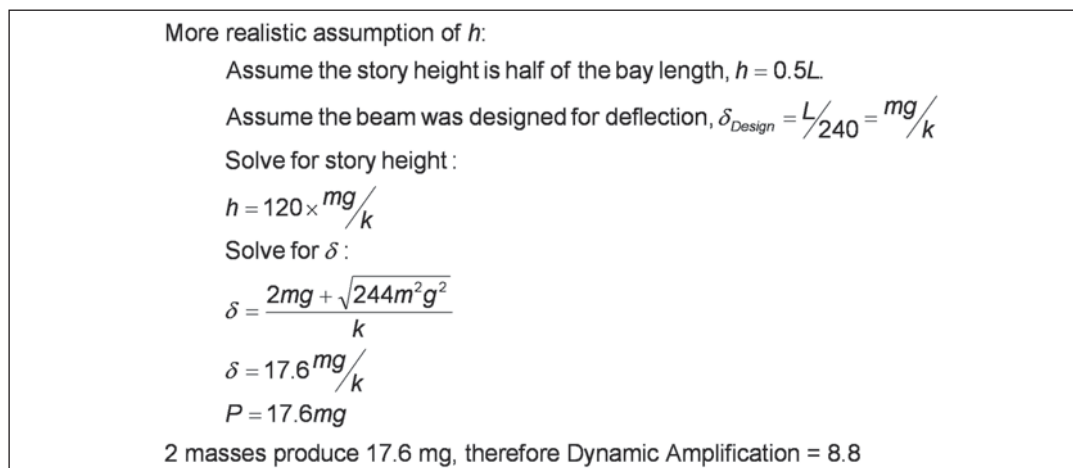 More realistic assumption of h:
Assume the story height is half of the bay length, h = 0.5L.
Assume the beam was designed for deflection, δ_Design = L/240 = mg/k
Solve for story height :
h = 120 × mg/k
Solve for δ :
δ = (2mg + √(244m²g²))/k
δ = 17.6 mg/k
P = 17.6mg
2 masses produce 17.6 mg, therefore Dynamic Amplification = 8.8